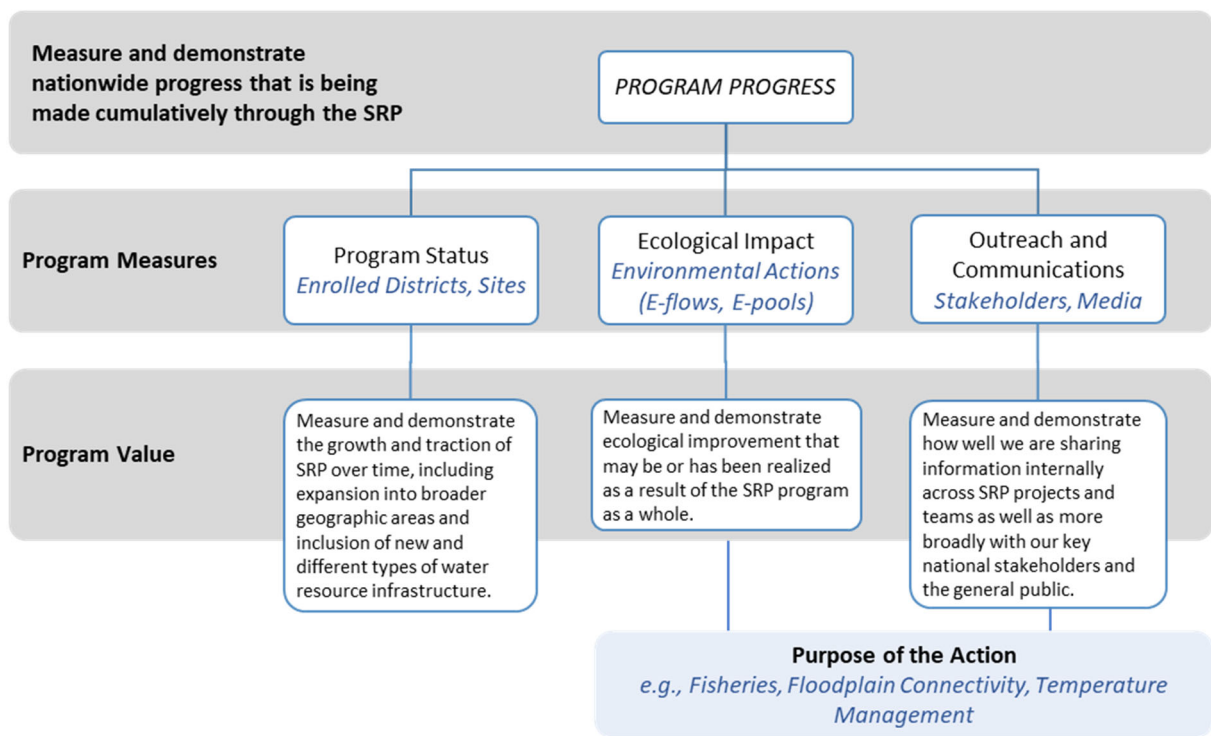 Measure and demonstrate
nationwide progress that is being
made cumulatively through the SRP
PROGRAM PROGRESS
Program Measures
Program Status
Enrolled Districts, Sites
Ecological Impact
Environmental Actions
(E-flows, E-pools)
Outreach and
Communications
Stakeholders, Media
Program Value
Measure and demonstrate
the growth and traction of
SRP over time, including
expansion into broader
geographic areas and
inclusion of new and
different types of water
resource infrastructure.
Measure and demonstrate
ecological improvement that
may be or has been realized
as a result of the SRP program
as a whole.
Measure and demonstrate
how well we are sharing
information internally
across SRP projects and
teams as well as more
broadly with our key
national stakeholders and
the general public.
Purpose of the Action
e.g., Fisheries, Floodplain Connectivity, Temperature
Management